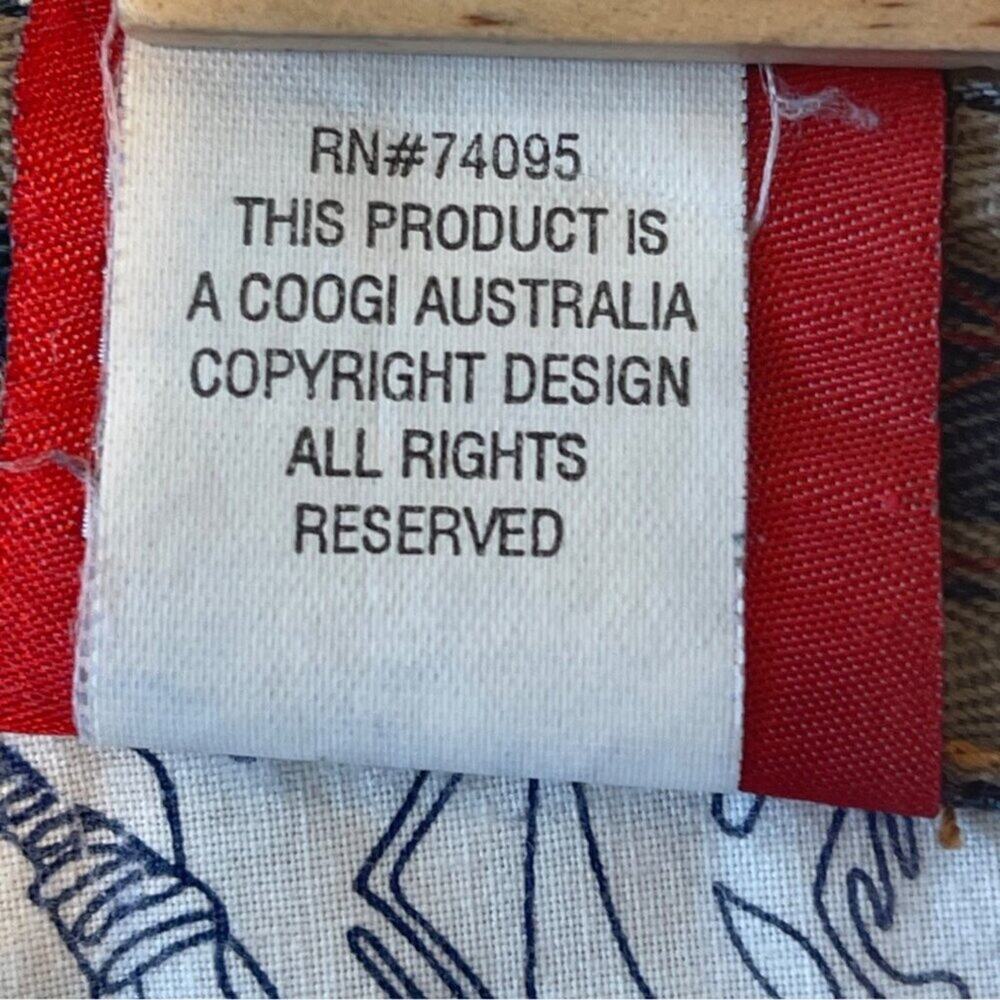 RN#74095
THIS PRODUCT IS
A COOGI AUSTRALIA
COPYRIGHT DESIGN
ALL RIGHTS
RESERVED